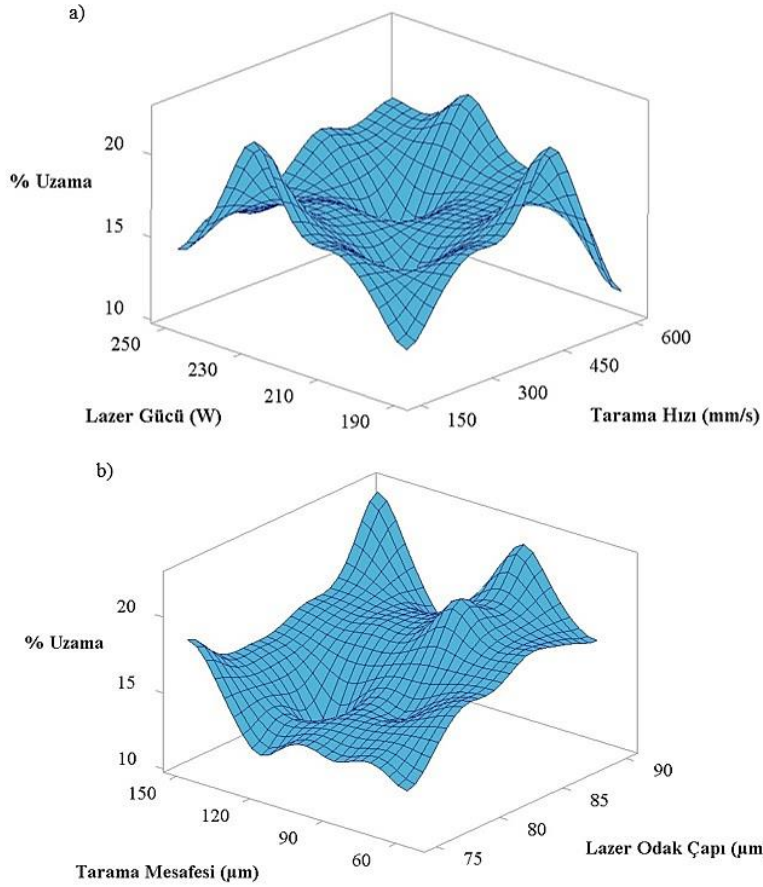 a)
20
% Uzama
15
10
250
230
210
190
150
300
450
600
Lazer Gücü (W)
Tarama Hızı (mm/s)
b)
20
% Uzama
15
10
150
120
90
60
75
80
85
90
Tarama Mesafesi (µm)
Lazer Odak Çapı (µm